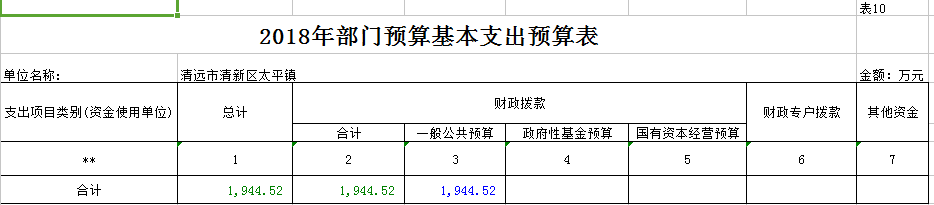 表10
2018年部门预算基本支出预算表
单位名称: 清远市清新区太平镇 金额: 万元
支出项目类别(资金使用单位) 总计 财政拨款 财政专户拨款 其他资金
合计 一般公共预算 政府性基金预算 国有资本经营预算
** 1 2 3 4 5 6 7
合计 1,944.52 1,944.52 1,944.52